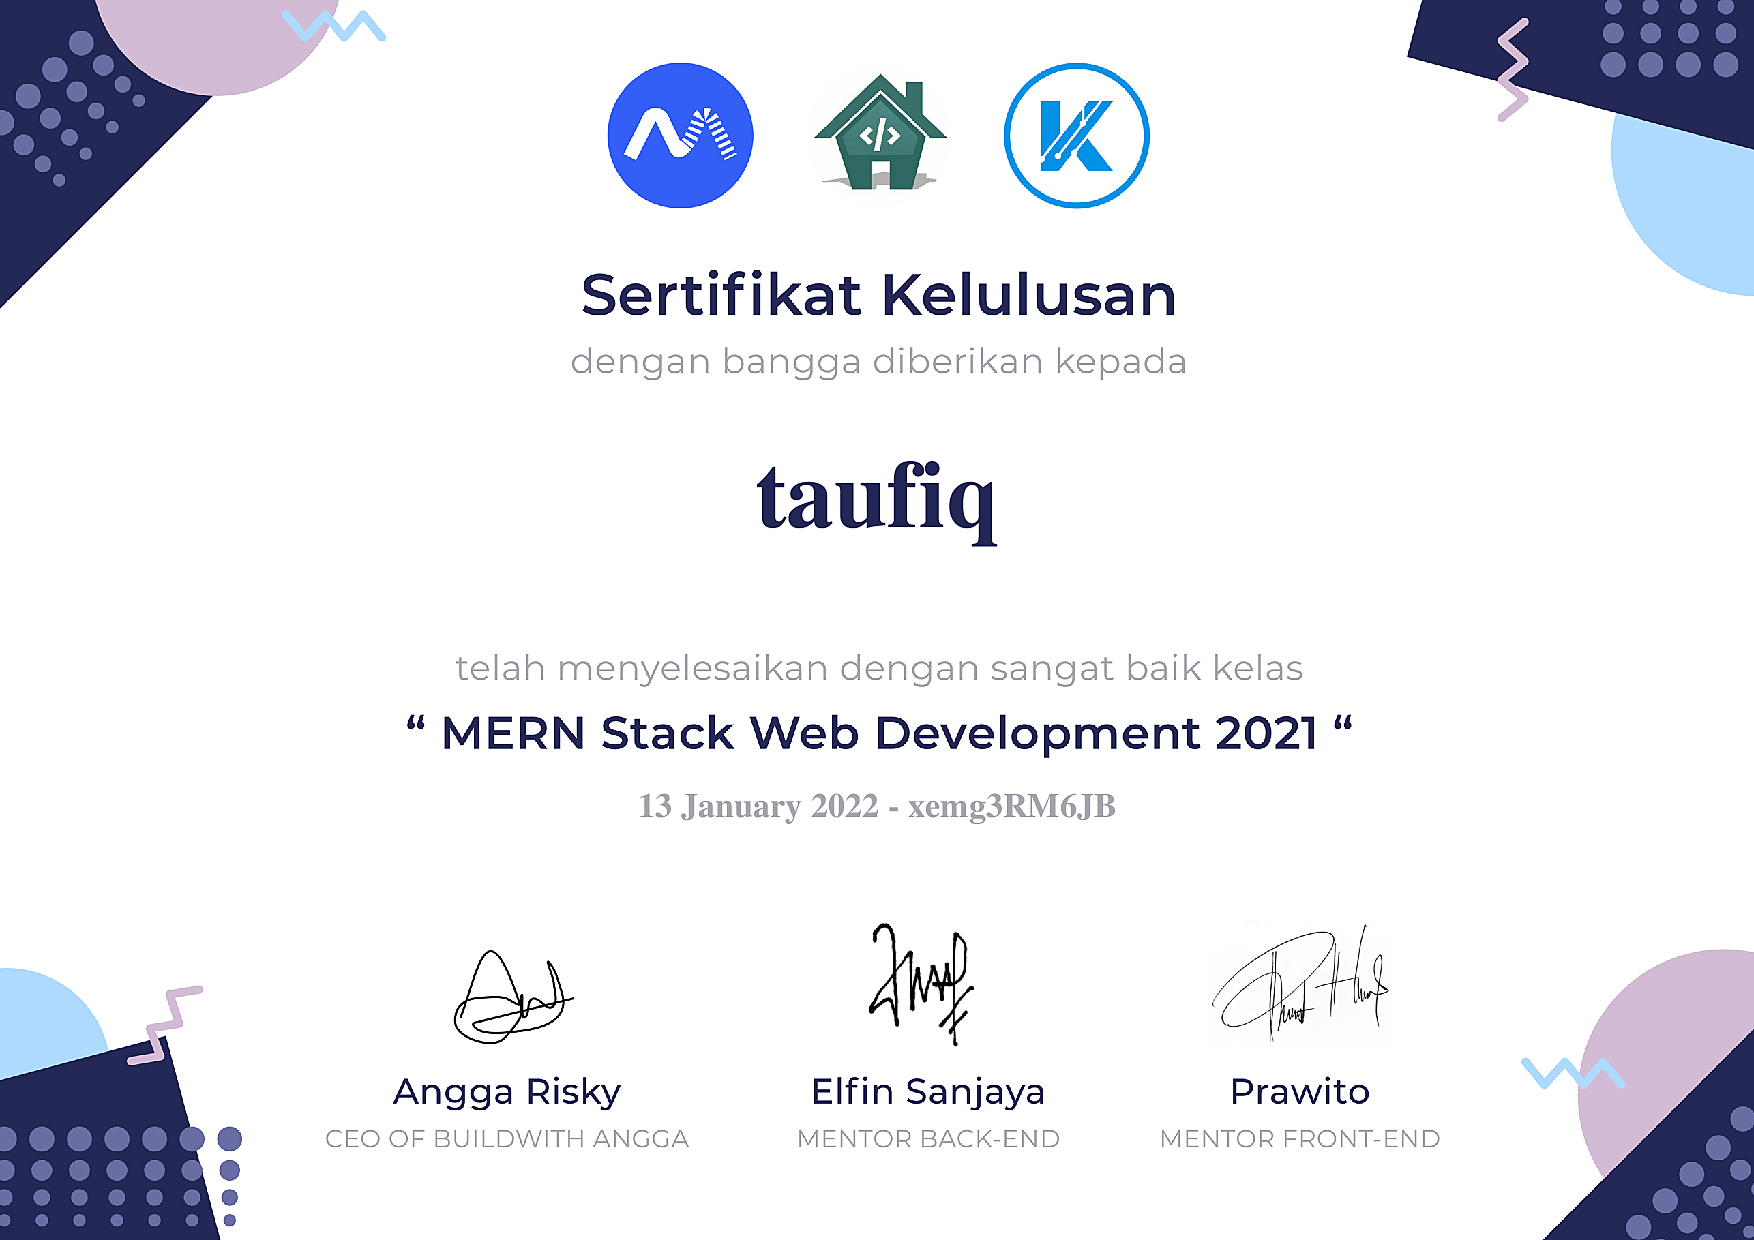 Sertifikat Kelulusan
dengan bangga diberikan kepada
taufiq
telah menyelesaikan dengan sangat baik kelas
“ MERN Stack Web Development 2021 “
13 January 2022 - xemg3RM6JB
Angga Risky
CEO OF BUILDWITH ANGGA
Elfin Sanjaya
MENTOR BACK-END
Prawito
MENTOR FRONT-END